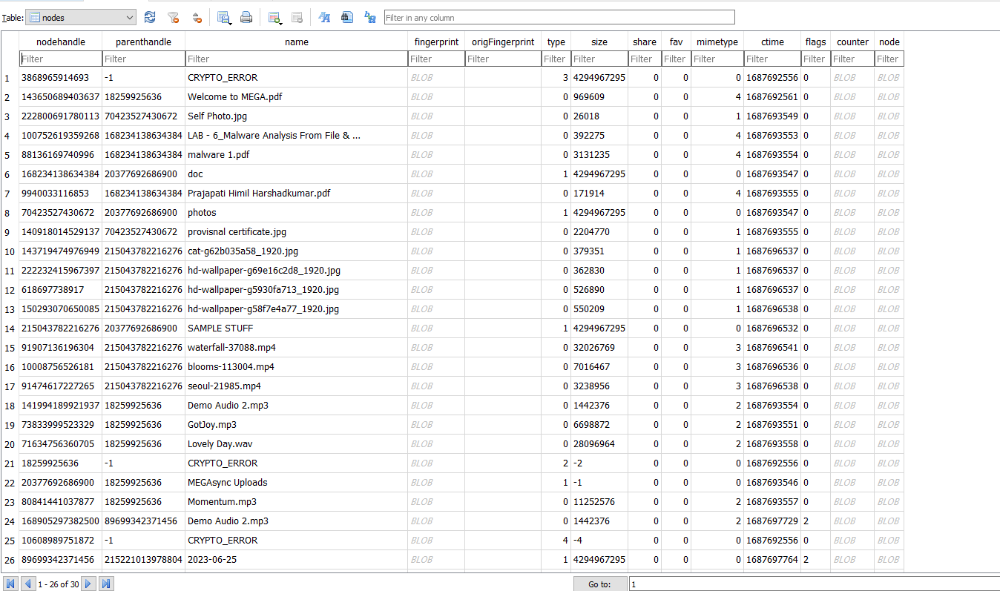 Table: nodes Filter in any column
nodehandle parenthandle name fingerprint origFingerprint type size share fav mimetype ctime flags counter node
Filter Filter Filter Filter Filter Filter Filter Filter Filter Filter Filter Filter Filter Filter
1 3868965914693 -1 CRYPTO_ERROR BLOB 3 4294967295 0 0 0 1687692556 0 BLOB BLOB
2 143650689403637 18259925636 Welcome to MEGA.pdf BLOB 0 969609 0 0 4 1687692561 0 BLOB BLOB
3 222800691780113 70423527430672 Self Photo.jpg BLOB 0 26018 0 0 1 1687693549 0 BLOB BLOB
4 100752619359268 168234138634384 LAB - 6_Malware Analysis From File & ... BLOB 0 392275 0 0 4 1687693553 0 BLOB BLOB
5 88136169740996 168234138634384 malware 1.pdf BLOB 0 3131235 0 0 4 1687693554 0 BLOB BLOB
6 168234138634384 20377692686900 doc BLOB 1 4294967295 0 0 0 1687693547 0 BLOB BLOB
7 9940033116853 168234138634384 Prajapati Himil Harshadkumar.pdf BLOB 0 171914 0 0 4 1687693555 0 BLOB BLOB
8 70423527430672 20377692686900 photos BLOB 1 4294967295 0 0 0 1687693547 0 BLOB BLOB
9 140918014529137 70423527430672 provisnal certificate.jpg BLOB 0 2204770 0 0 1 1687693555 0 BLOB BLOB
10 143719474976949 215043782216276 cat-g62b035a58_1920.jpg BLOB 0 379351 0 0 1 1687696537 0 BLOB BLOB
11 222232415967397 215043782216276 hd-wallpaper-g69e16c2d8_1920.jpg BLOB 0 362830 0 0 1 1687696537 0 BLOB BLOB
12 618697738917 215043782216276 hd-wallpaper-g5930fa713_1920.jpg BLOB 0 526890 0 0 1 1687696537 0 BLOB BLOB
13 150293070650085 215043782216276 hd-wallpaper-g58f7e4a77_1920.jpg BLOB 0 550209 0 0 1 1687696538 0 BLOB BLOB
14 215043782216276 20377692686900 SAMPLE STUFF BLOB 1 4294967295 0 0 0 1687696532 0 BLOB BLOB
15 91907136196304 215043782216276 waterfall-37088.mp4 BLOB 0 32026769 0 0 3 1687696541 0 BLOB BLOB
16 10008756526181 215043782216276 blooms-113004.mp4 BLOB 0 7016467 0 0 3 1687696536 0 BLOB BLOB
17 91474617227265 215043782216276 seoul-21985.mp4 BLOB 0 3238956 0 0 3 1687696538 0 BLOB BLOB
18 141994189921937 18259925636 Demo Audio 2.mp3 BLOB 0 1442376 0 0 2 1687693554 0 BLOB BLOB
19 73833999523329 18259925636 GotJoy.mp3 BLOB 0 6698872 0 0 2 1687693551 0 BLOB BLOB
20 71634756360705 18259925636 Lovely Day.wav BLOB 0 28096964 0 0 2 1687693558 0 BLOB BLOB
21 18259925636 -1 CRYPTO_ERROR BLOB 2 -2 0 0 0 1687692556 0 BLOB BLOB
22 20377692686900 18259925636 MEGAsync Uploads BLOB 1 -1 0 0 0 1687693546 0 BLOB BLOB
23 80841441037877 18259925636 Momentum.mp3 BLOB 0 11252576 0 0 2 1687693557 0 BLOB BLOB
24 168905297382500 89699342371456 Demo Audio 2.mp3 BLOB 0 1442376 0 0 2 1687697729 2 BLOB BLOB
25 10608989751872 -1 CRYPTO_ERROR BLOB 4 -4 0 0 0 1687692556 0 BLOB BLOB
26 89699342371456 215221013978804 2023-06-25 BLOB 1 4294967295 0 0 0 1687697764 2 BLOB BLOB
1 - 26 of 30 Go to: 1